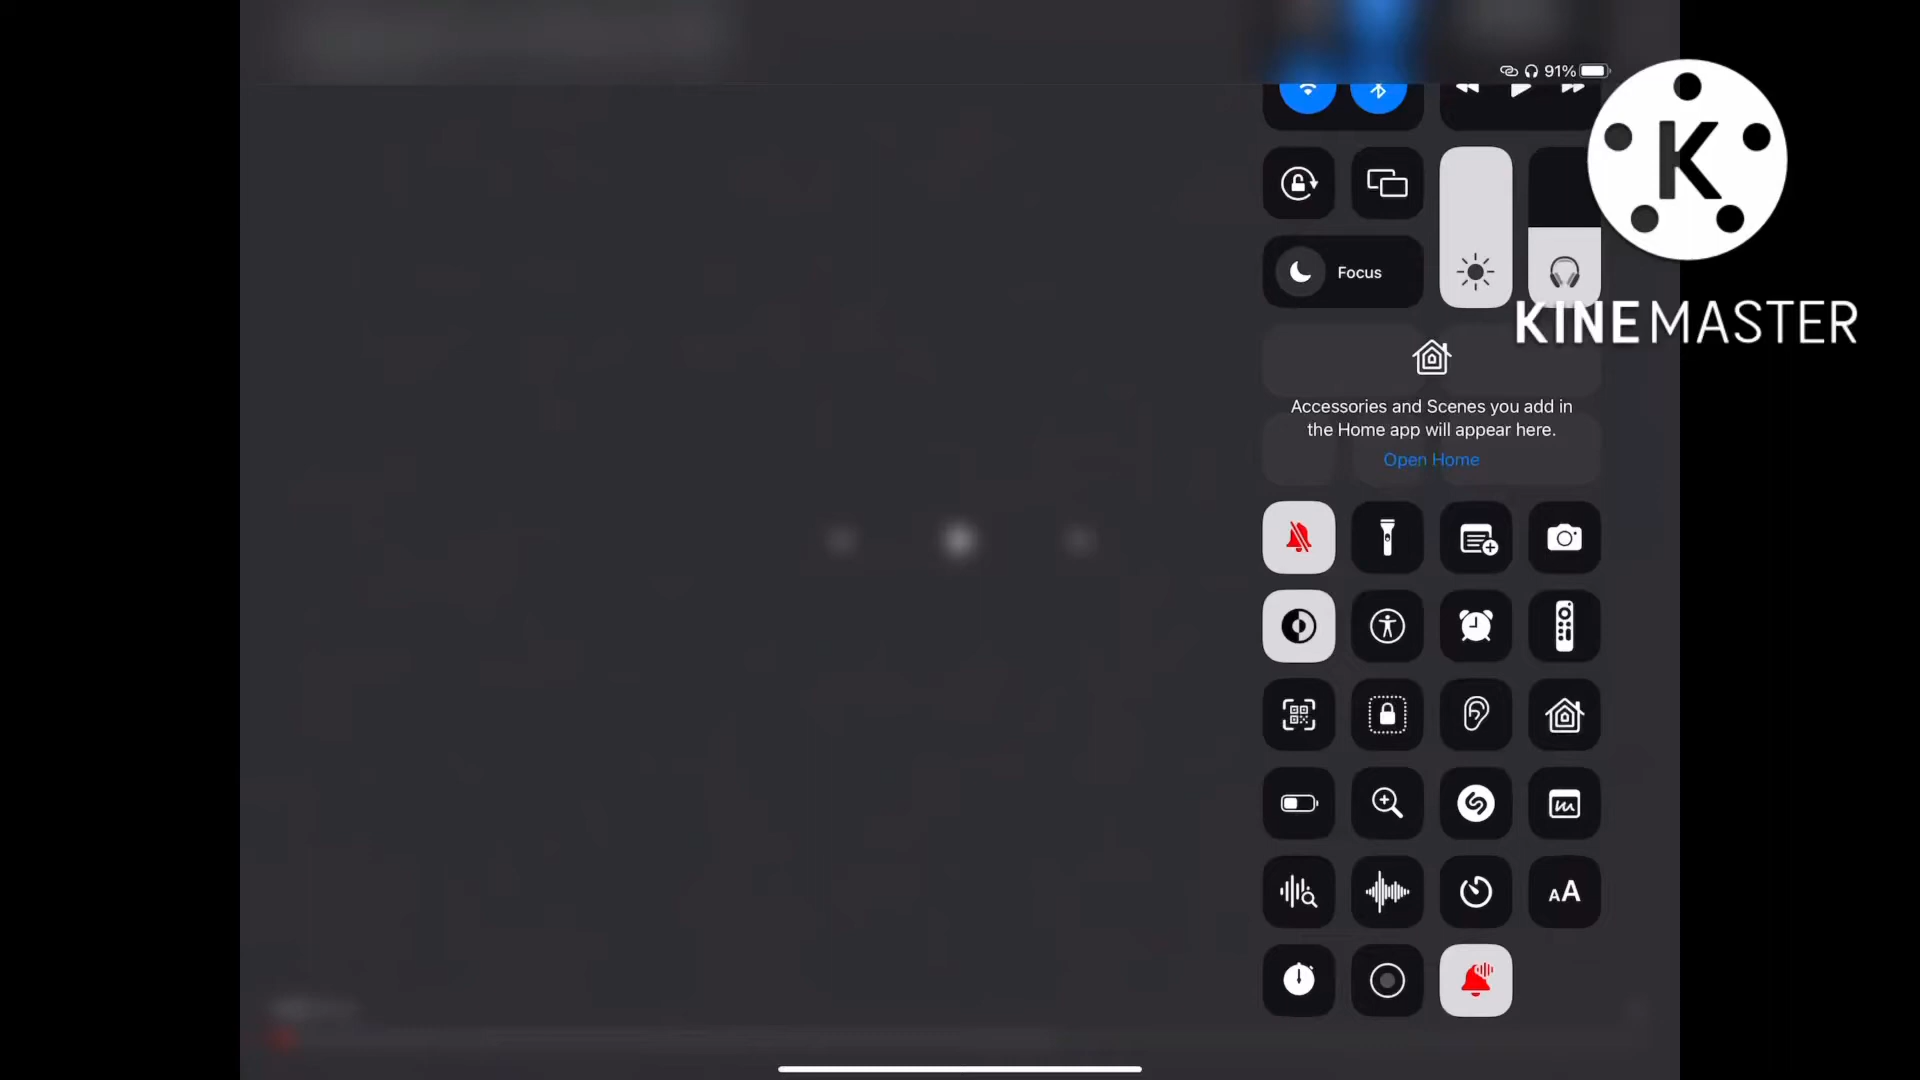 91%
K
KINEMASTER
Focus
Accessories and Scenes you add in
the Home app will appear here.
Open Home
AA